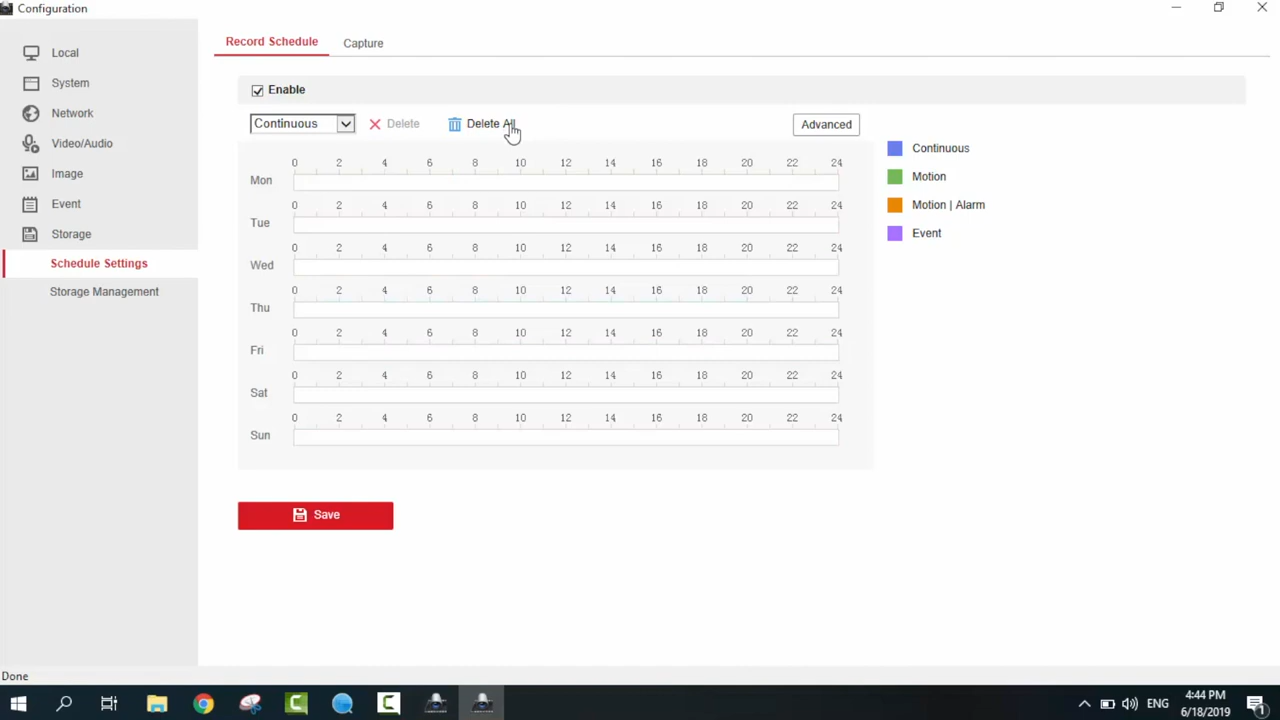 Configuration
Local
System
Network
Video/Audio
Image
Event
Storage
Schedule Settings
Storage Management
Record Schedule Capture
Enable
Continuous Delete Delete All Advanced
0 2 4 6 8 10 12 14 16 18 20 22 24
Mon
0 2 4 6 8 10 12 14 16 18 20 22 24
Tue
0 2 4 6 8 10 12 14 16 18 20 22 24
Wed
0 2 4 6 8 10 12 14 16 18 20 22 24
Thu
0 2 4 6 8 10 12 14 16 18 20 22 24
Fri
0 2 4 6 8 10 12 14 16 18 20 22 24
Sat
0 2 4 6 8 10 12 14 16 18 20 22 24
Sun
Continuous
Motion
Motion | Alarm
Event
Save
Done
ENG
4:44 PM
6/18/2019
1